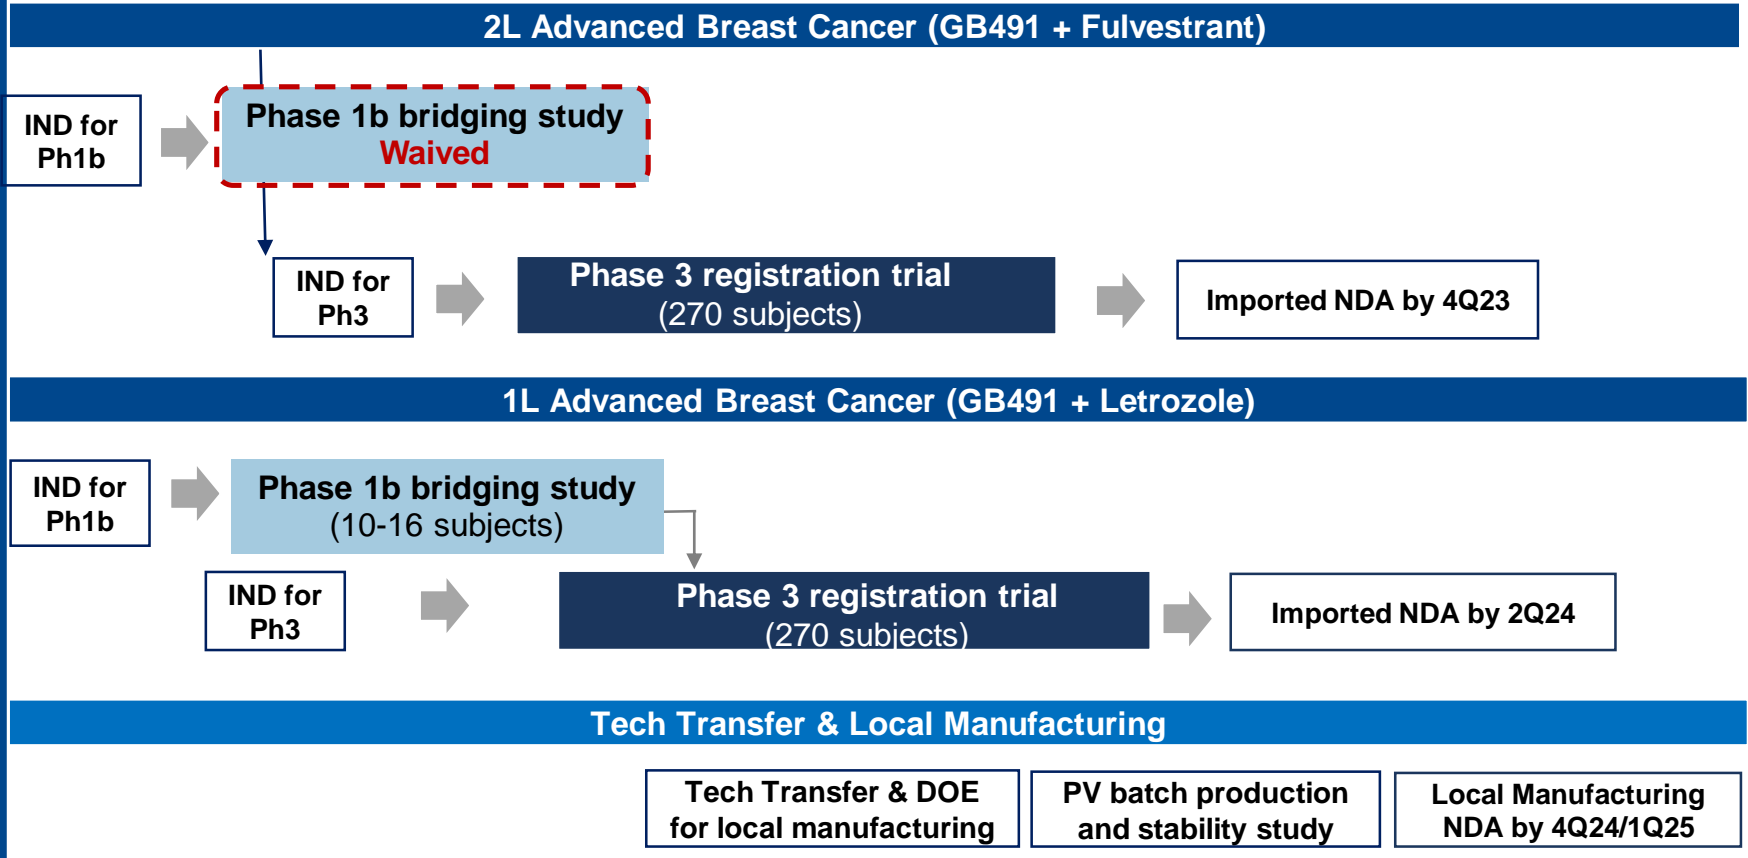 2L Advanced Breast Cancer (GB491 + Fulvestrant)
IND for
Ph1b
Phase 1b bridging study
Waived
IND for
Ph3
Phase 3 registration trial
(270 subjects)
Imported NDA by 4Q23
1L Advanced Breast Cancer (GB491 + Letrozole)
IND for
Ph1b
Phase 1b bridging study
(10-16 subjects)
IND for
Ph3
Phase 3 registration trial
(270 subjects)
Imported NDA by 2Q24
Tech Transfer & Local Manufacturing
Tech Transfer & DOE
for local manufacturing
PV batch production
and stability study
Local Manufacturing
NDA by 4Q24/1Q25